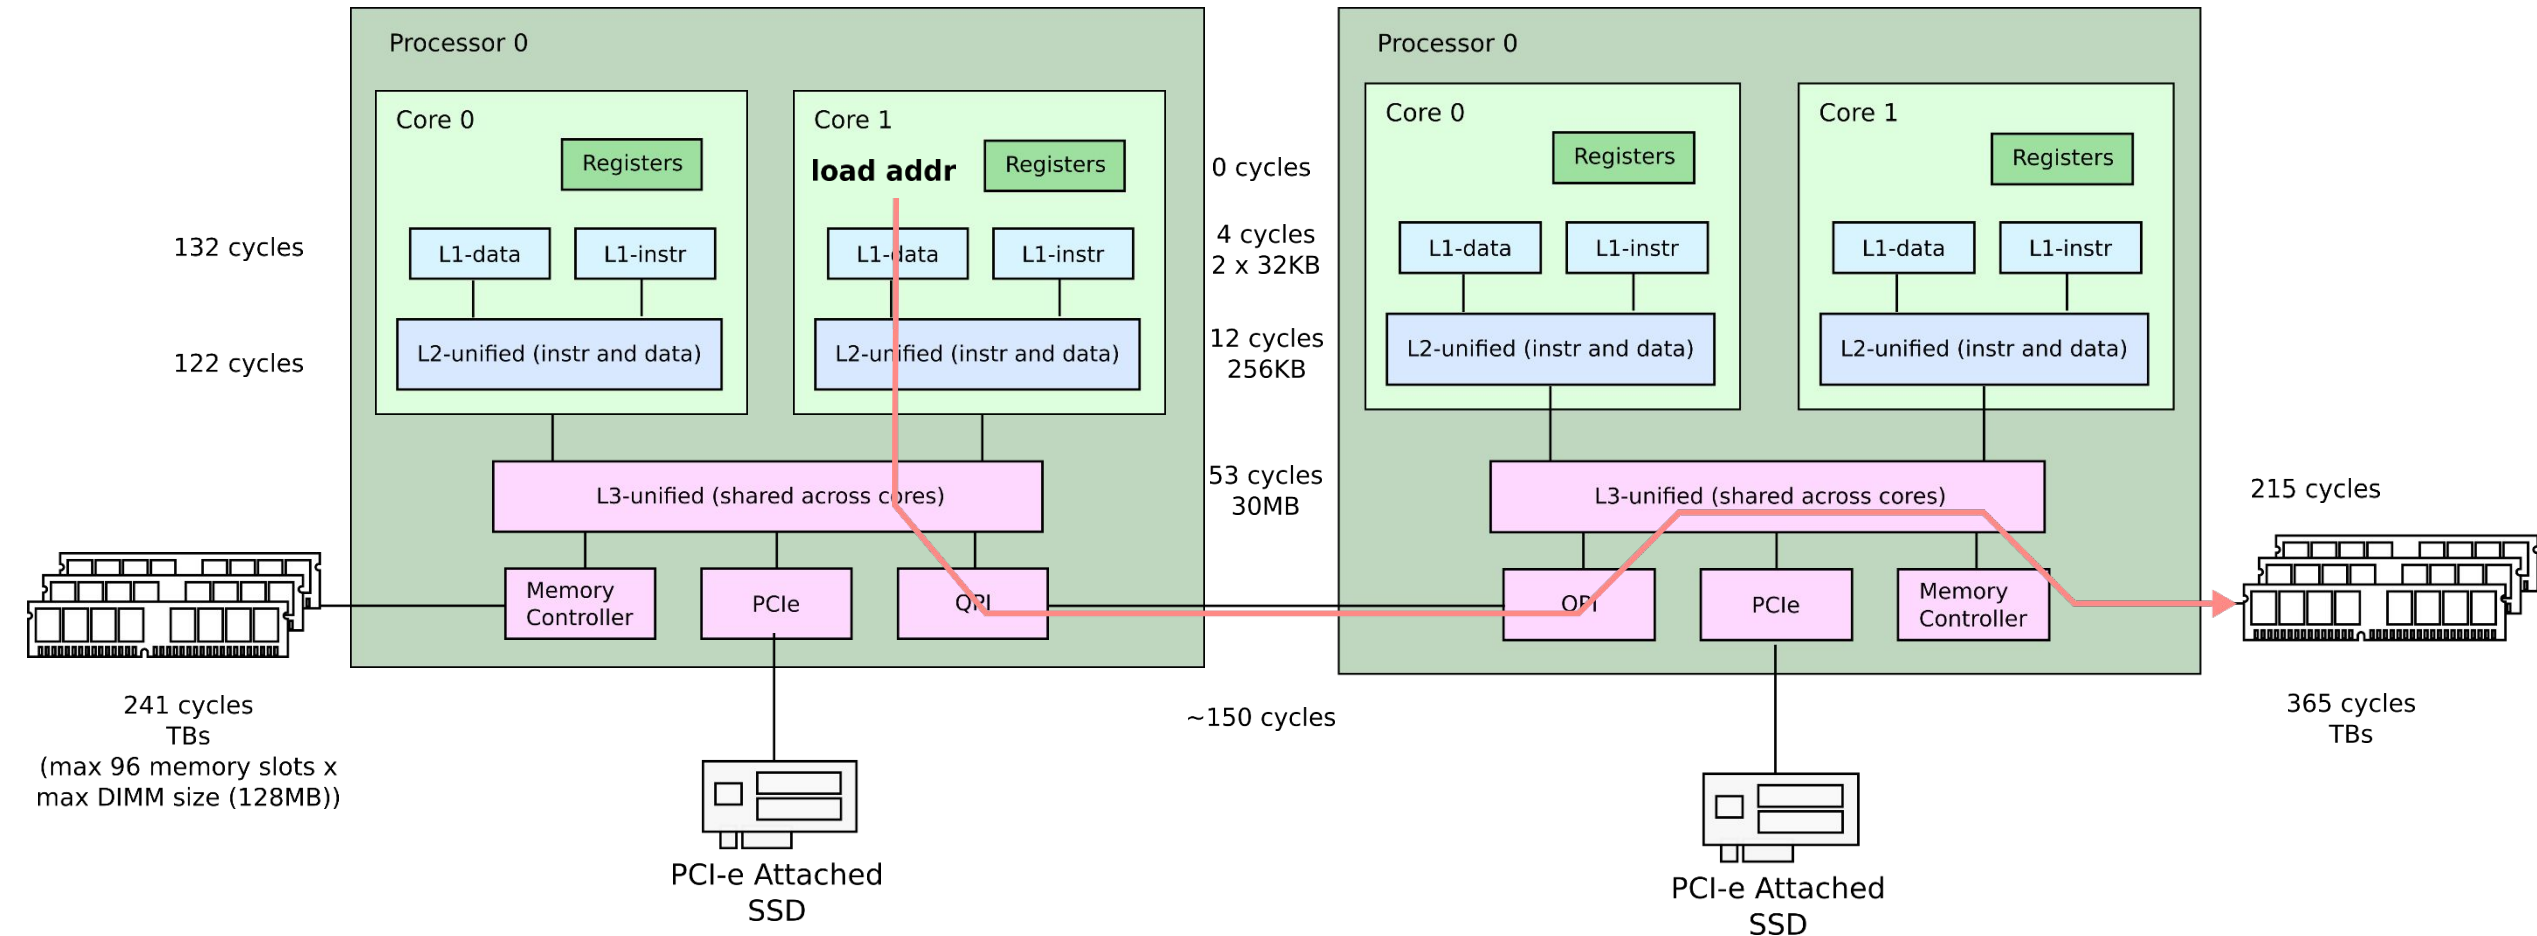 Processor 0
Core 0
Registers
L1-data
L1-instr
L2-unified (instr and data)
Core 1
load addr
Registers
L1-data
L1-instr
L2-unified (instr and data)
L3-unified (shared across cores)
Memory
Controller
PCIe
QPI
132 cycles
122 cycles
241 cycles
TBs
(max 96 memory slots x
max DIMM size (128MB))
PCI-e Attached
SSD
0 cycles
4 cycles
2 x 32KB
12 cycles
256KB
53 cycles
30MB
~150 cycles
Processor 0
Core 0
Registers
L1-data
L1-instr
L2-unified (instr and data)
Core 1
Registers
L1-data
L1-instr
L2-unified (instr and data)
L3-unified (shared across cores)
QPI
PCIe
Memory
Controller
215 cycles
365 cycles
TBs
PCI-e Attached
SSD